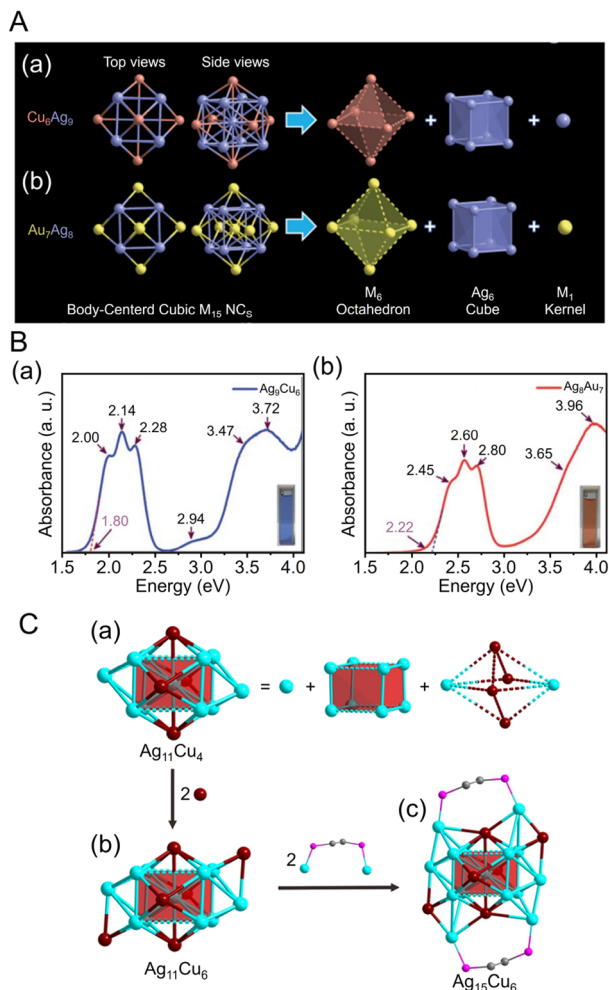 A
(a)
Top views Side views
Cu6Ag9
+ + 
(b)
Au7Ag8
+ +
Body-Centerd Cubic M15 NCS
M6 Octahedron
Ag6 Cube
M1 Kernel
B
(a)
Absorbance (a. u.)
Ag9Cu6
2.00
2.14
2.28
2.94
3.47
3.72
1.80
1.5 2.0 2.5 3.0 3.5 4.0
Energy (eV)
(b)
Absorbance (a. u.)
Ag8Au7
2.45
2.60
2.80
3.65
3.96
2.22
1.5 2.0 2.5 3.0 3.5 4.0
Energy (eV)
C
(a)
= + +
Ag11Cu4
2
(b)
Ag11Cu6
2
(c)
Ag15Cu6